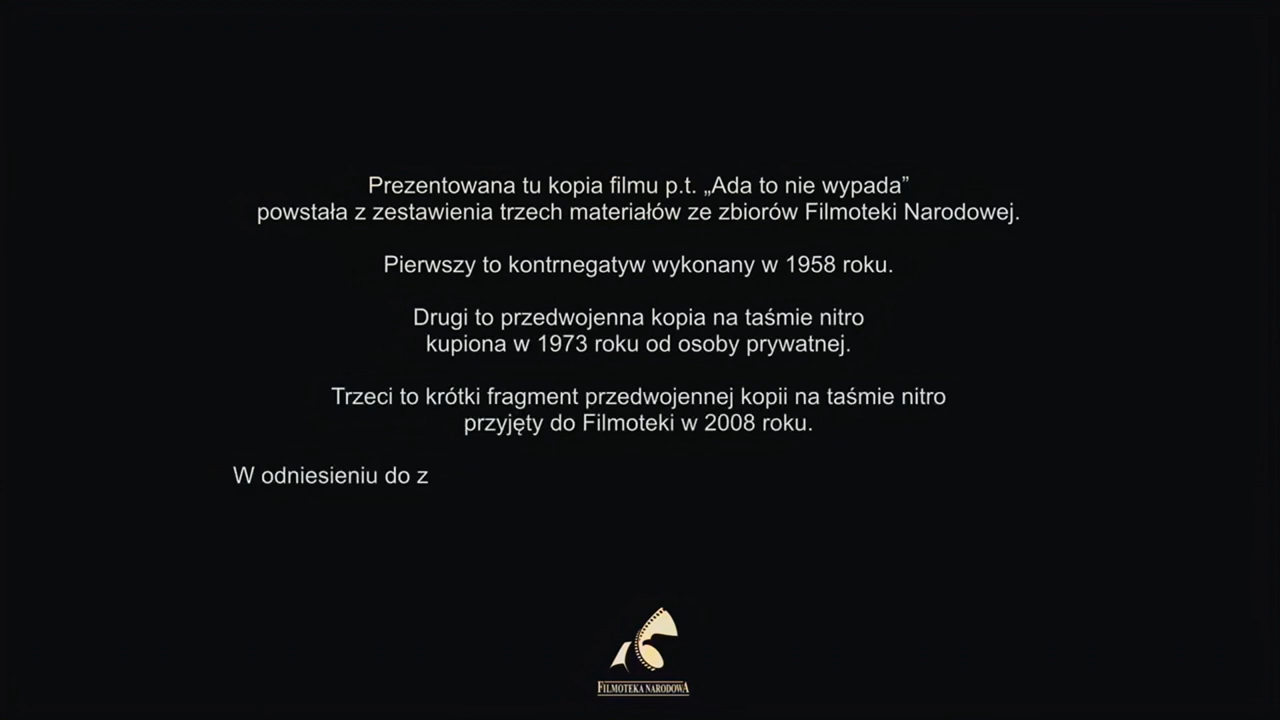 Prezentowana tu kopia filmu p.t. „Ada to nie wypada”
powstała z zestawienia trzech materiałów ze zbiorów Filmoteki Narodowej.
Pierwszy to kontrnegatyw wykonany w 1958 roku.
Drugi to przedwojenna kopia na taśmie nitro
kupiona w 1973 roku od osoby prywatnej.
Trzeci to krótki fragment przedwojennej kopii na taśmie nitro
przyjęty do Filmoteki w 2008 roku.
W odniesieniu do z
FILMOTEKA NARODOWA